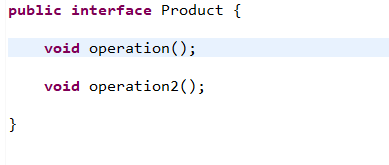 public interface Product {
void operation();
void operation2();
}